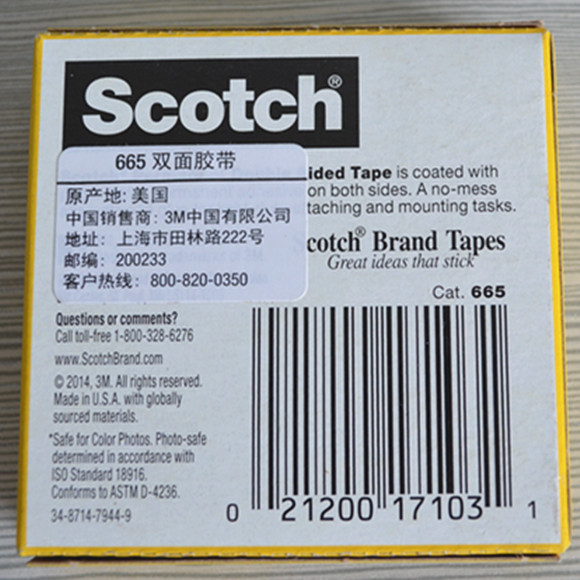 Scotch®
665 双面胶带
原产地: 美国
中国销售商: 3M中国有限公司
地址: 上海市田林路222号
邮编: 200233
客户热线: 800-820-0350
ided Tape is coated with
on both sides. A no-mess
taching and mounting tasks.
cotch® Brand Tapes
Great ideas that stick
Cat. 665
Questions or comments?
Call toll-free 1-800-328-6276
www.ScotchBrand.com
© 2014, 3M. All rights reserved.
Made in U.S.A. with globally
sourced materials.
*Safe for Color Photos. Photo-safe
determined in accordance with
ISO Standard 18916.
Conforms to ASTM D-4236.
34-8714-7944-9
0 21200 17103 1